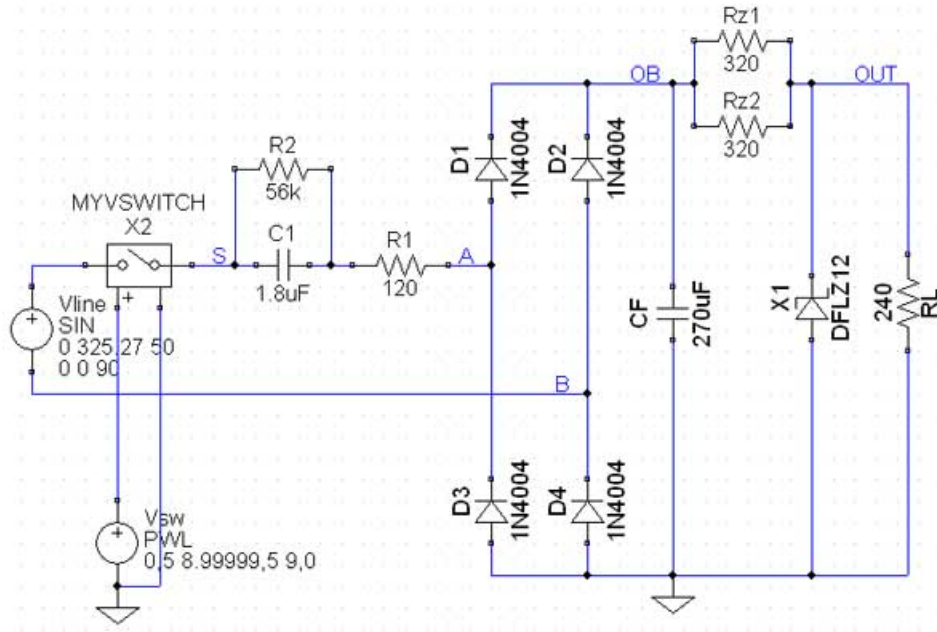 Rz1
320
OB
OUT
Rz2
320
D1
1N4004
D2
1N4004
R2
56k
MYVSWITCH
X2
S
C1
1.8uF
R1
120
A
+
Vline
SIN
0 325.27 50
0 0 90
CF
270uF
X1
DFLZ12
240
RL
B
D3
1N4004
D4
1N4004
Vsw
PWL
0,5 8.99999,5 9,0